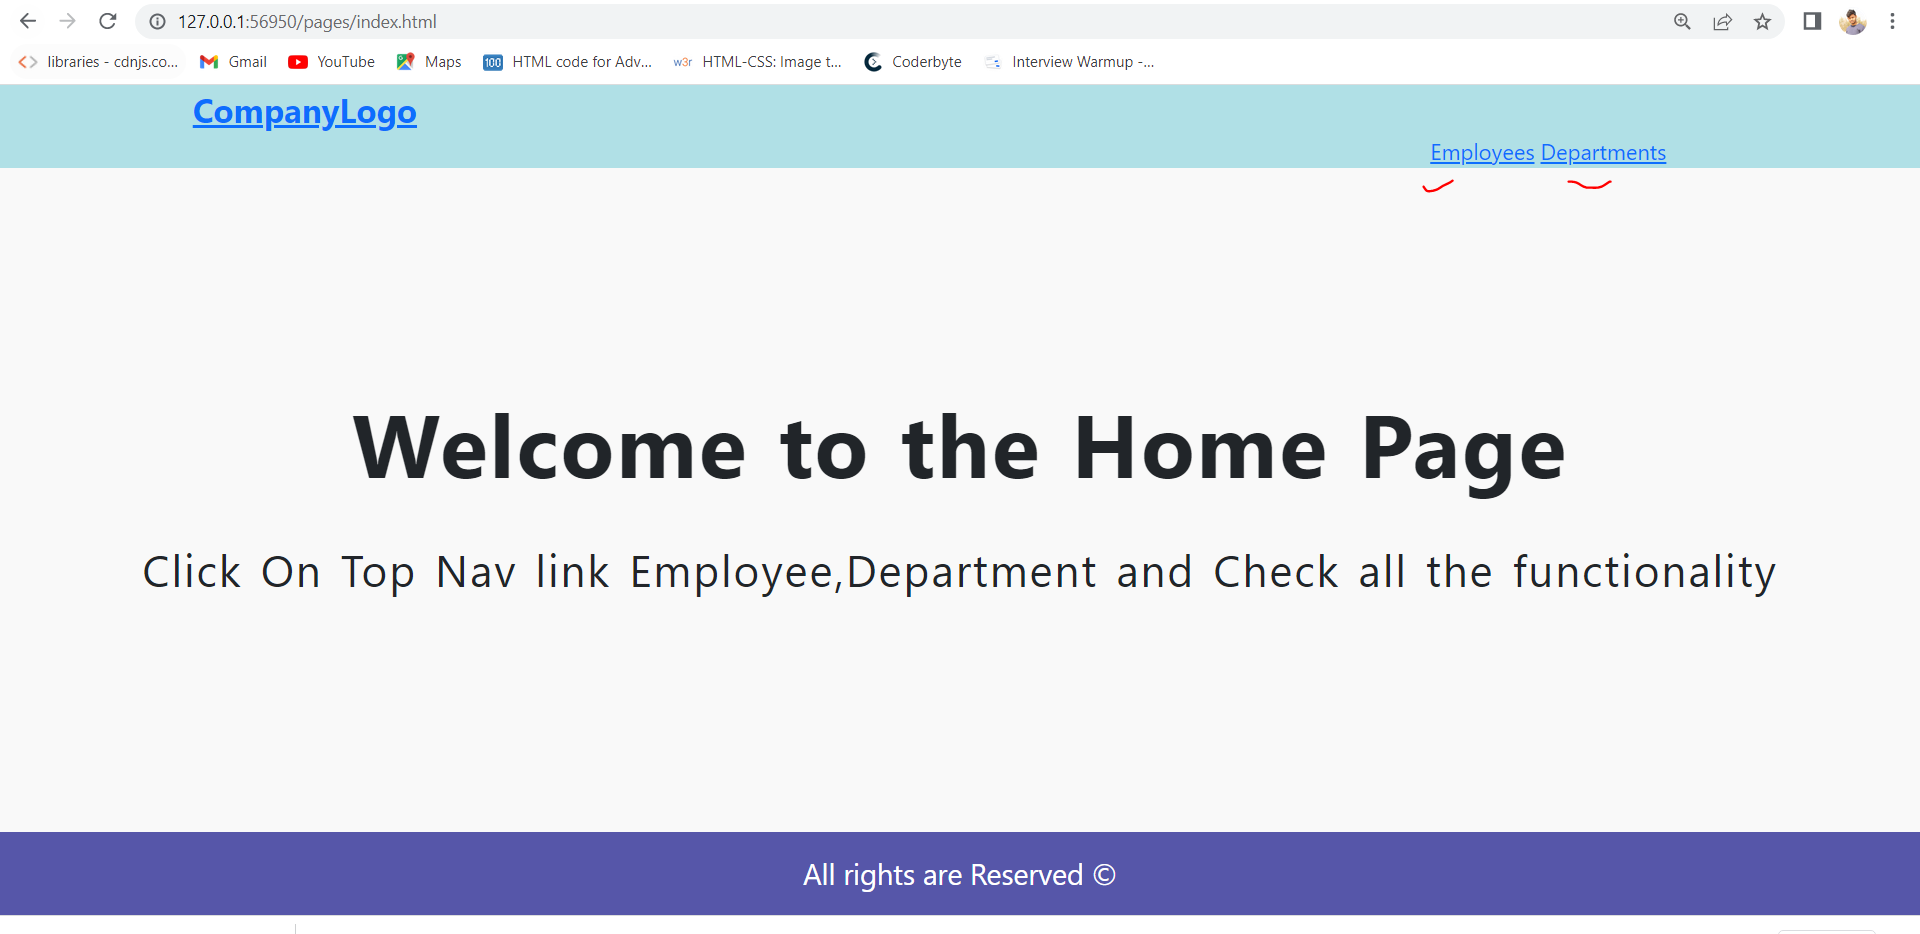 127.0.0.1:56950/pages/index.html
libraries - cdnjs.co... Gmail YouTube Maps 100 HTML code for Adv... w3r HTML-CSS: Image t... Coderbyte Interview Warmup -...
CompanyLogo
Employees Departments
Welcome to the Home Page
Click On Top Nav link Employee,Department and Check all the functionality
All rights are Reserved ©